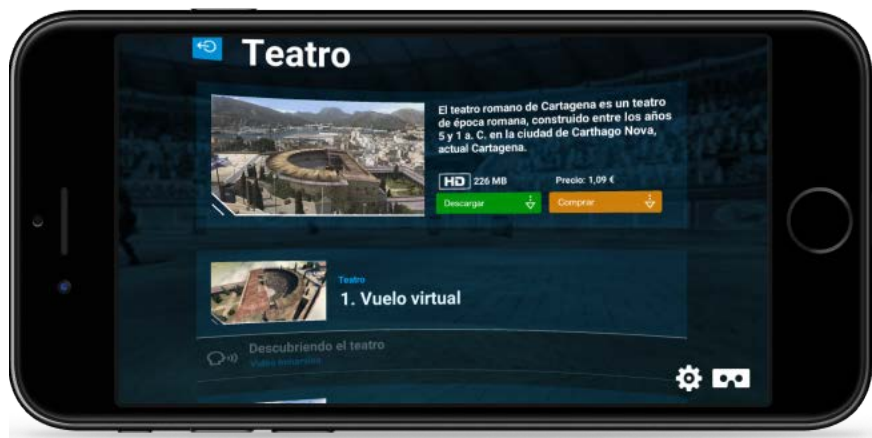 Teatro
El teatro romano de Cartagena es un teatro
de época romana, construido entre los años
5 y 1 a. C. en la ciudad de Carthago Nova,
actual Cartagena.
HD 226 MB
Precio: 1,09 €
Descargar
Comprar
Teatro
1. Vuelo virtual
Descubriendo el teatro
Vídeo inmersivo